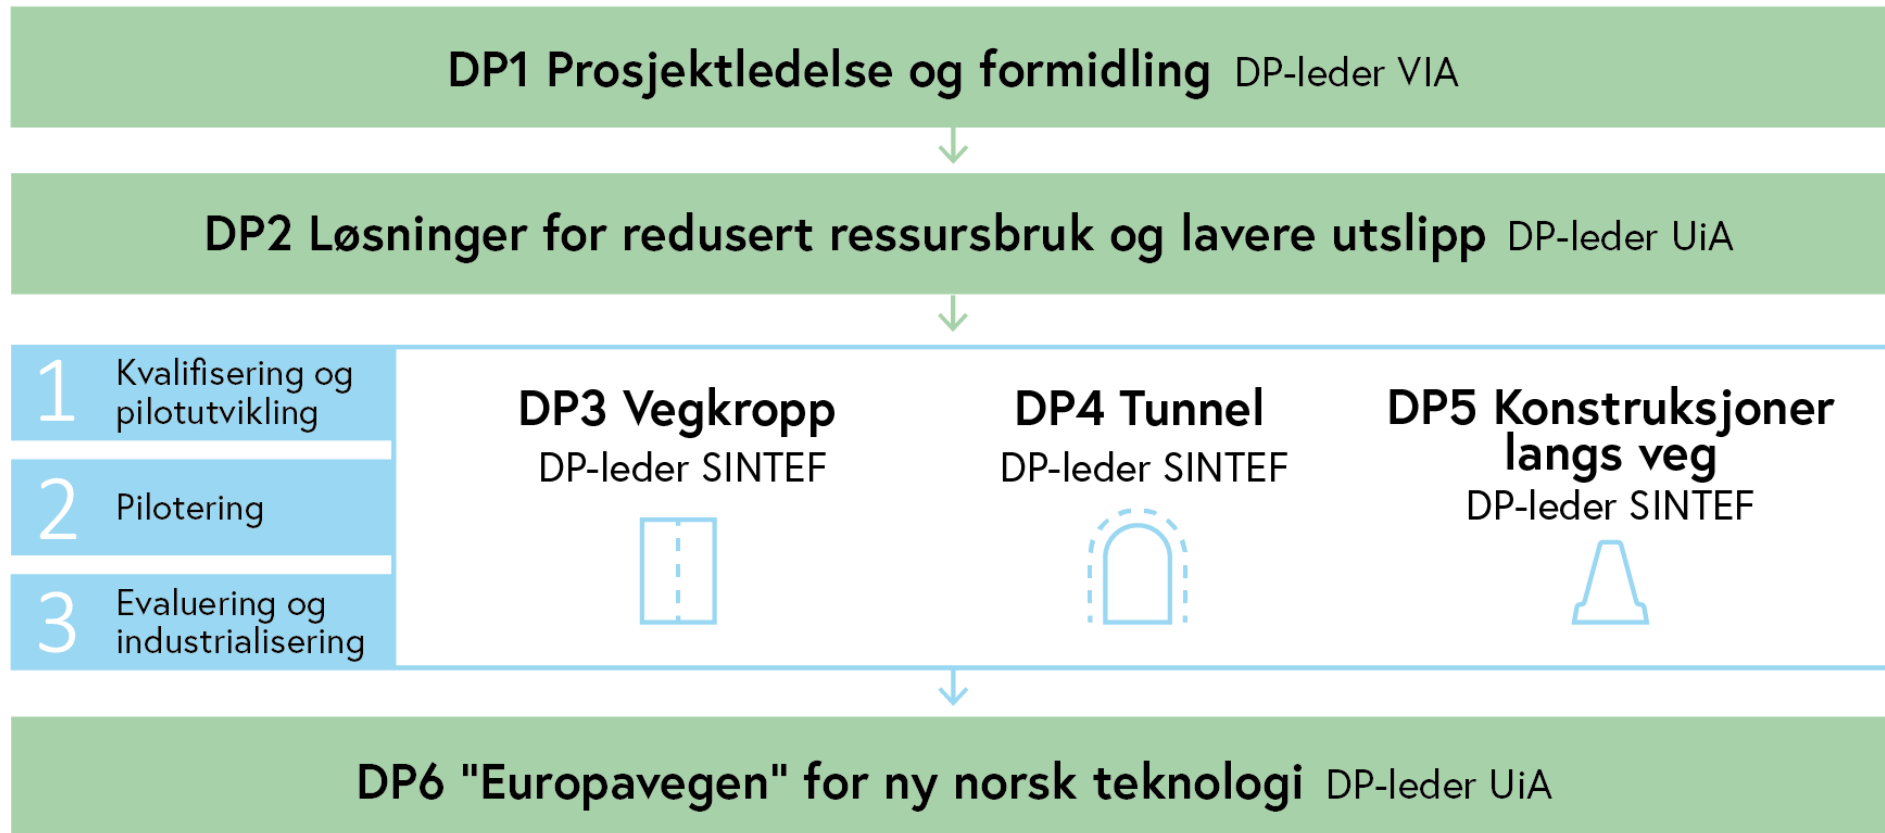 DP1 Prosjektledelse og formidling DP-leder VIA
DP2 Løsninger for redusert ressursbruk og lavere utslipp DP-leder UiA
1 Kvalifisering og
pilotutvikling
2 Pilotering
3 Evaluering og
industrialisering
DP3 Vegkropp
DP-leder SINTEF
DP4 Tunnel
DP-leder SINTEF
DP5 Konstruksjoner
langs veg
DP-leder SINTEF
DP6 "Europavegen" for ny norsk teknologi DP-leder UiA